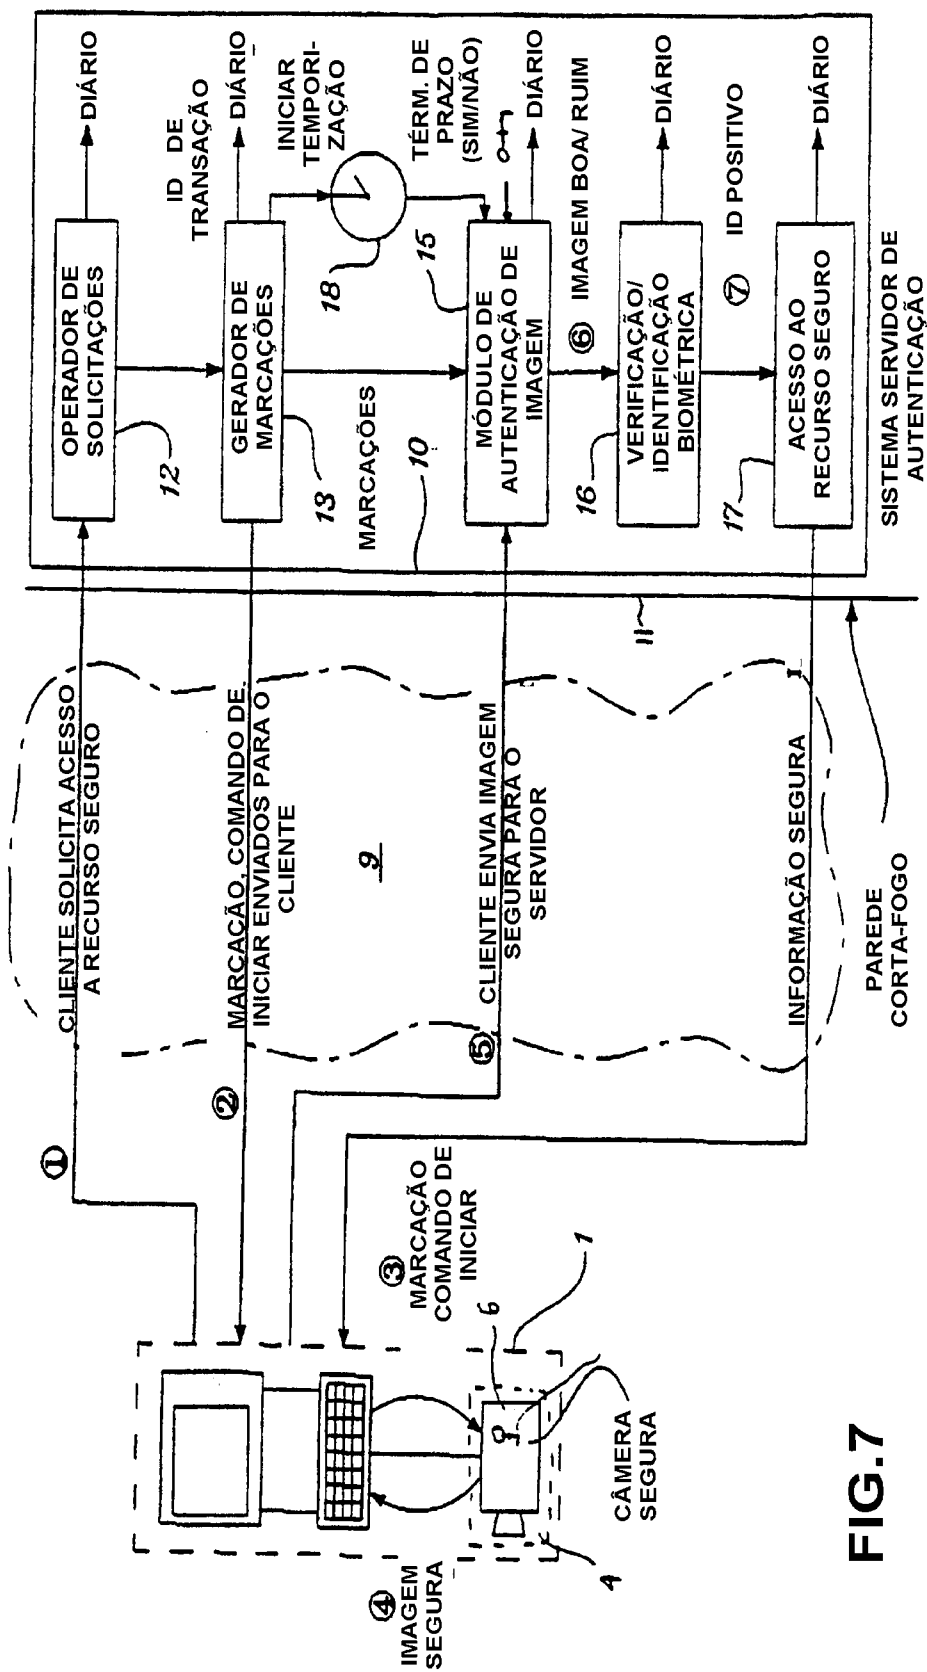 CLIENTE SOLICITA ACESSO
A RECURSO SEGURO
1
OPERADOR DE
SOLICITAÇÕES
12
DIÁRIO
ID DE
TRANSAÇÃO
MARCAÇÃO, COMANDO DE
INICIAR ENVIADOS PARA O
CLIENTE
2
GERADOR DE
MARCAÇÕES
13
DIÁRIO
INICIAR
TEMPORI-
ZAÇÃO
18
MARCAÇÕES
10
TÉRM. DE
PRAZO
(SIM/NÃO)
9
3
MARCAÇÃO
COMANDO DE
INICIAR
4
IMAGEM
SEGURA
5
CLIENTE ENVIA IMAGEM
SEGURA PARA O
SERVIDOR
MÓDULO DE
AUTENTICAÇÃO DE
IMAGEM
15
DIÁRIO
6
IMAGEM BOA/ RUIM
VERIFICAÇÃO/
IDENTIFICAÇÃO
BIOMÉTRICA
16
DIÁRIO
7
ID POSITIVO
ACESSO AO
RECURSO SEGURO
17
DIÁRIO
INFORMAÇÃO SEGURA
11
6
1
4
CÂMERA
SEGURA
PAREDE
CORTA-FOGO
SISTEMA SERVIDOR DE
AUTENTICAÇÃO
FIG.7